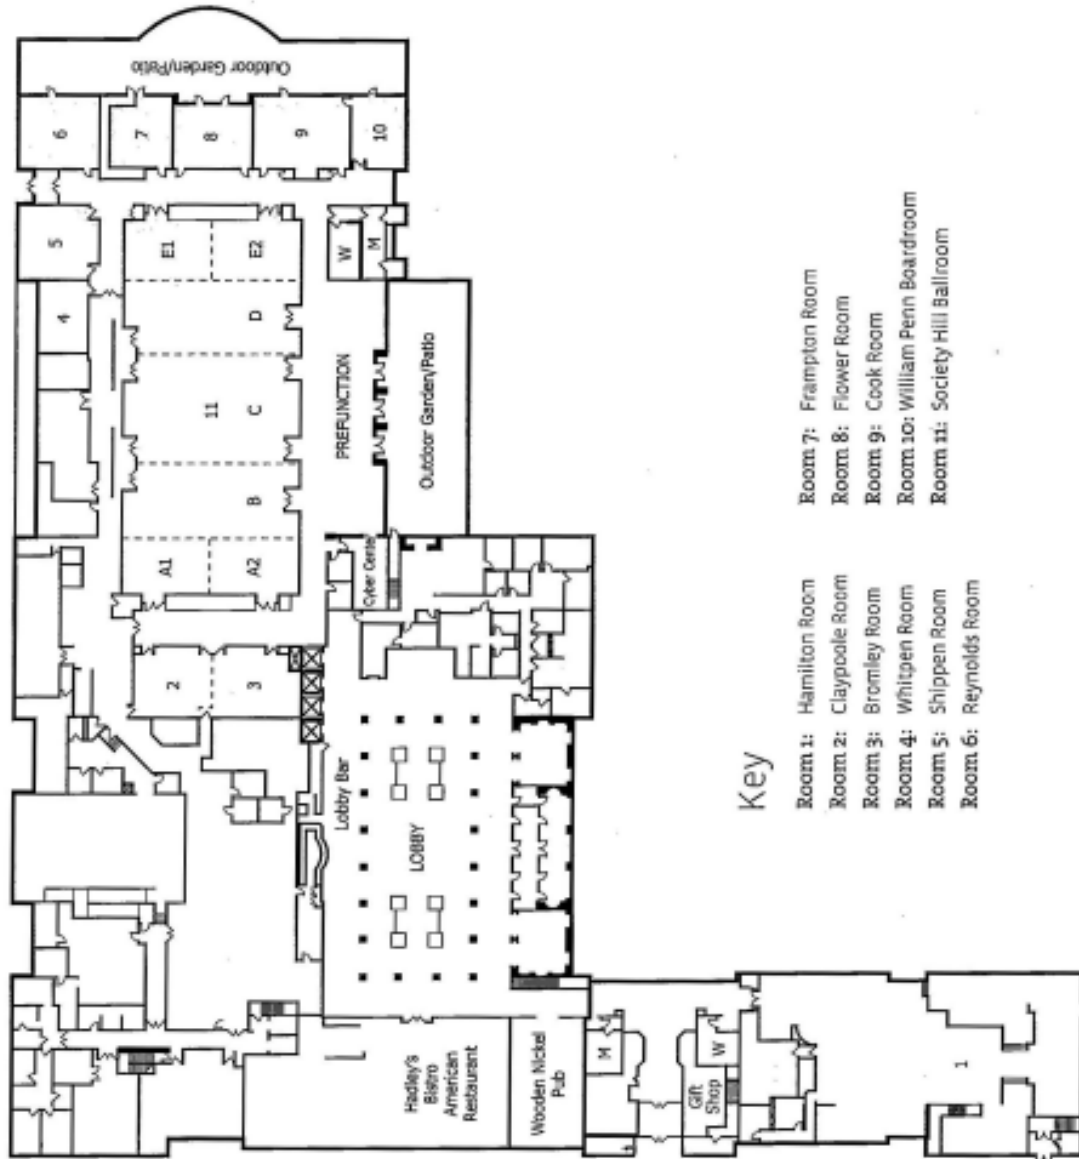 Outdoor Garden/Patio
6
7
8
9
10
5
4
E1
E2
W
M
D
11
C
PREFUNCTION
Outdoor Garden/Patio
B
A1
A2
Cyber Center
2
3
Lobby Bar
LOBBY
Hadley's
Bistro
American
Restaurant
Wooden Nickel
Pub
M
W
Gift
Shop
1
Key
Room 1: Hamilton Room
Room 2: Claypoole Room
Room 3: Bromley Room
Room 4: Whitpen Room
Room 5: Shippen Room
Room 6: Reynolds Room
Room 7: Frampton Room
Room 8: Flower Room
Room 9: Cook Room
Room 10: William Penn Boardroom
Room 11: Society Hill Ballroom